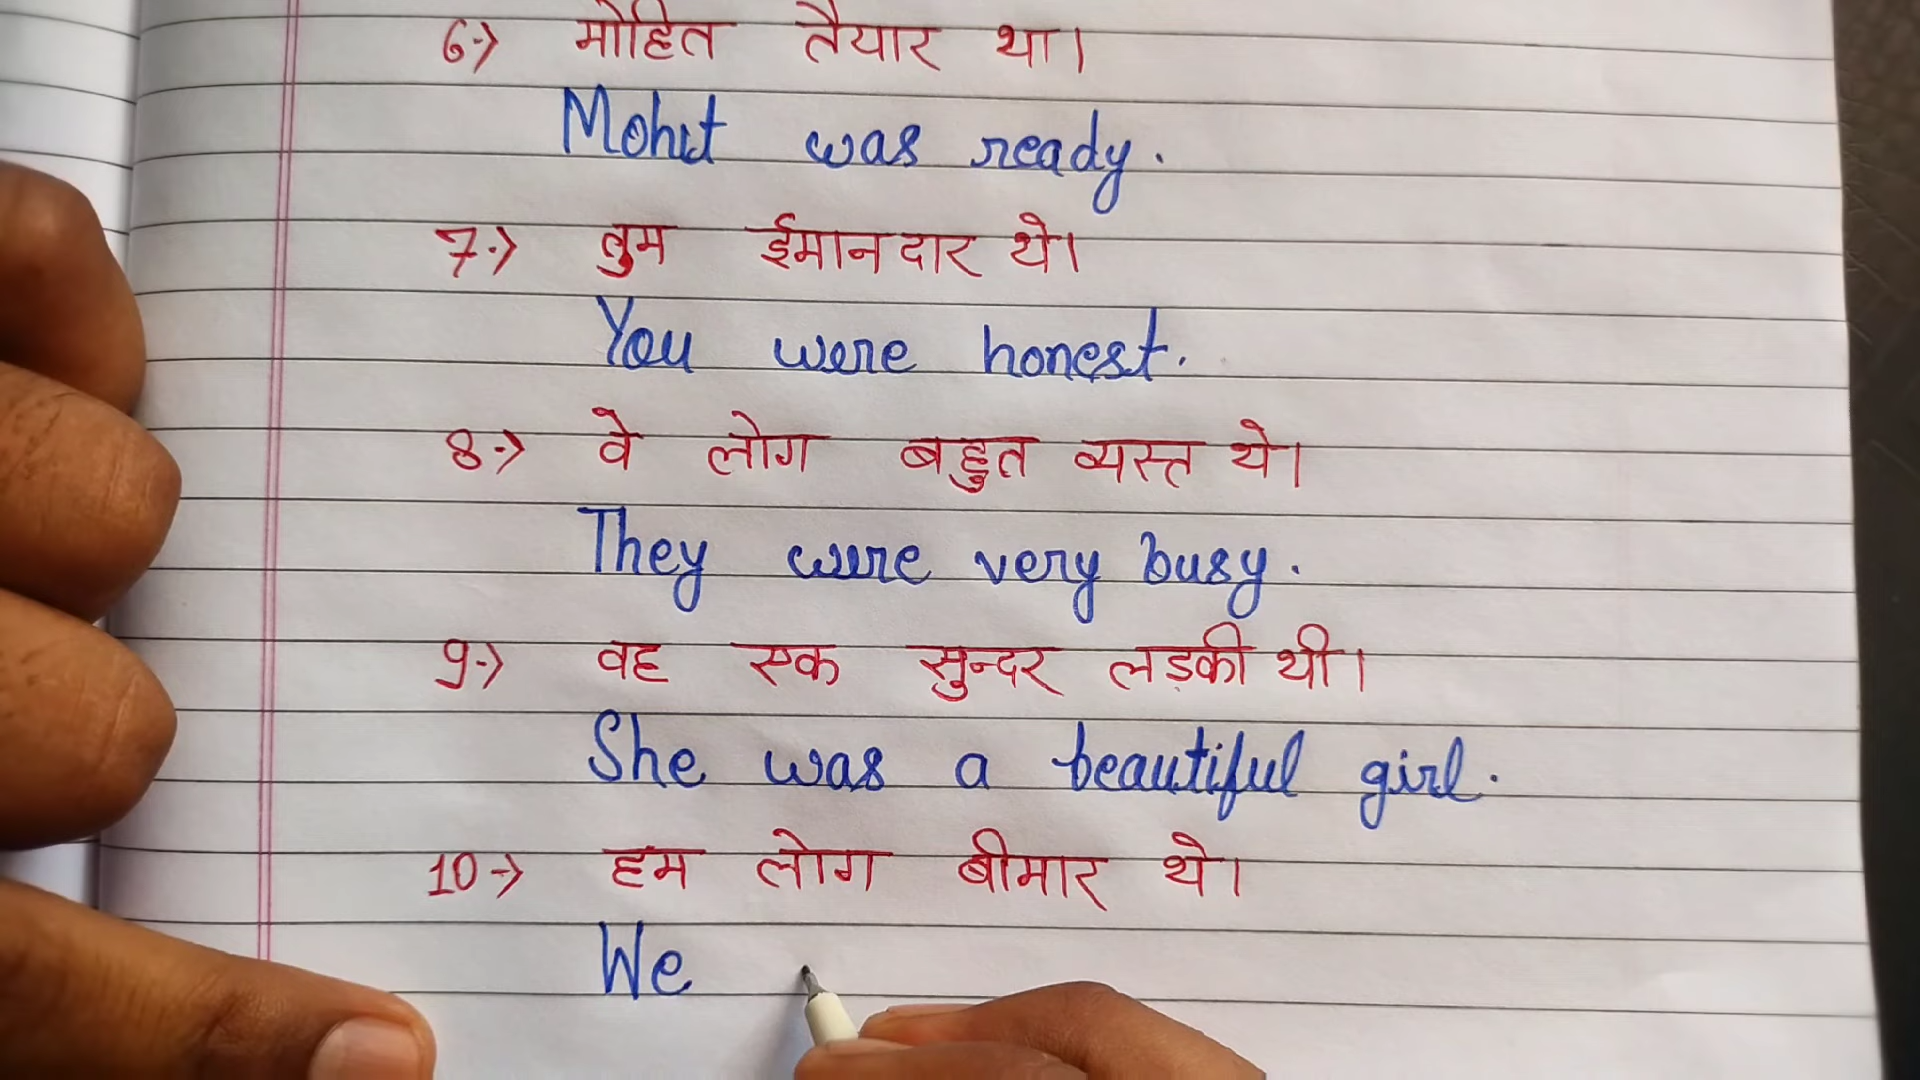 6.→ मोहित तैयार था।
Mohit was ready.
7.→ तुम ईमानदार थे।
You were honest.
8.→ वे लोग बहुत व्यस्त थे।
They were very busy.
9.→ वह एक सुन्दर लड़की थी।
She was a beautiful girl.
10→ हम लोग बीमार थे।
We